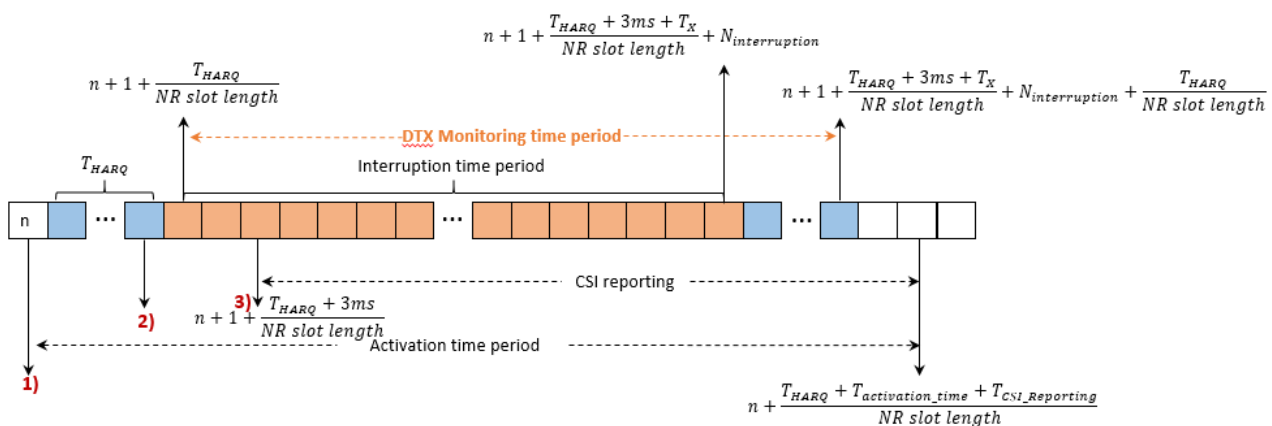 n + 1 + (T_HARQ + 3ms + T_X)/(NR slot length) + N_interruption
n + 1 + T_HARQ/(NR slot length)
n + 1 + (T_HARQ + 3ms + T_X)/(NR slot length) + N_interruption + T_HARQ/(NR slot length)
DTX Monitoring time period
T_HARQ
Interruption time period
n ... ... ...
CSI reporting
2)
3)
n + 1 + (T_HARQ + 3ms)/(NR slot length)
Activation time period
1)
n + (T_HARQ + T_activation_time + T_CSI_Reporting)/(NR slot length)